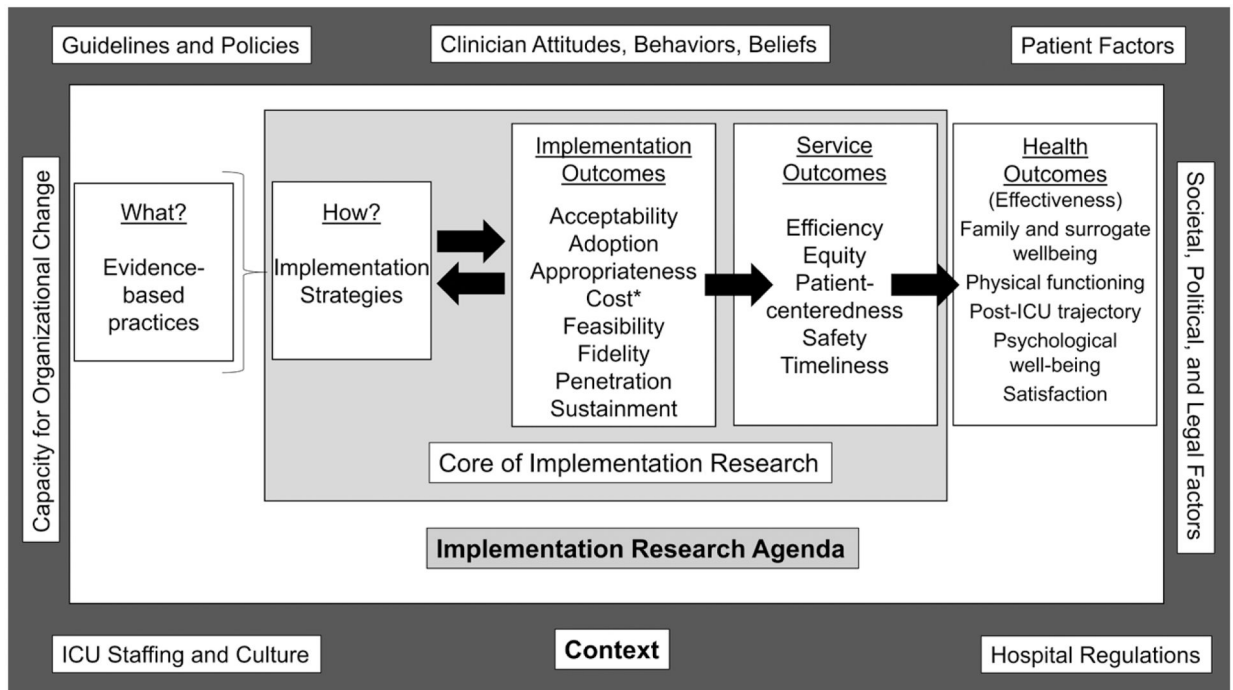 Guidelines and Policies
Clinician Attitudes, Behaviors, Beliefs
Patient Factors
Capacity for Organizational Change
What?
Evidence-
based
practices
How?
Implementation
Strategies
Implementation
Outcomes
Acceptability
Adoption
Appropriateness
Cost*
Feasibility
Fidelity
Penetration
Sustainment
Service
Outcomes
Efficiency
Equity
Patient-
centeredness
Safety
Timeliness
Health
Outcomes
(Effectiveness)
Family and surrogate
wellbeing
Physical functioning
Post-ICU trajectory
Psychological
well-being
Satisfaction
Societal, Political, and Legal Factors
Core of Implementation Research
Implementation Research Agenda
ICU Staffing and Culture
Context
Hospital Regulations